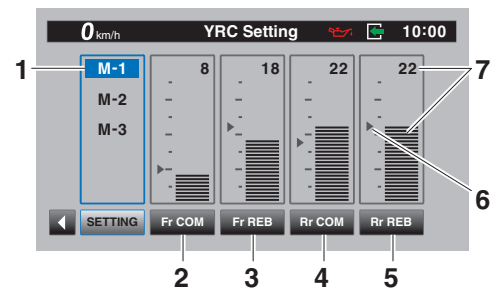 0 km/h YRC Setting 10:00
1 M-1 8 18 22 22 7
M-2
M-3
6
SETTING Fr COM Fr REB Rr COM Rr REB
2 3 4 5